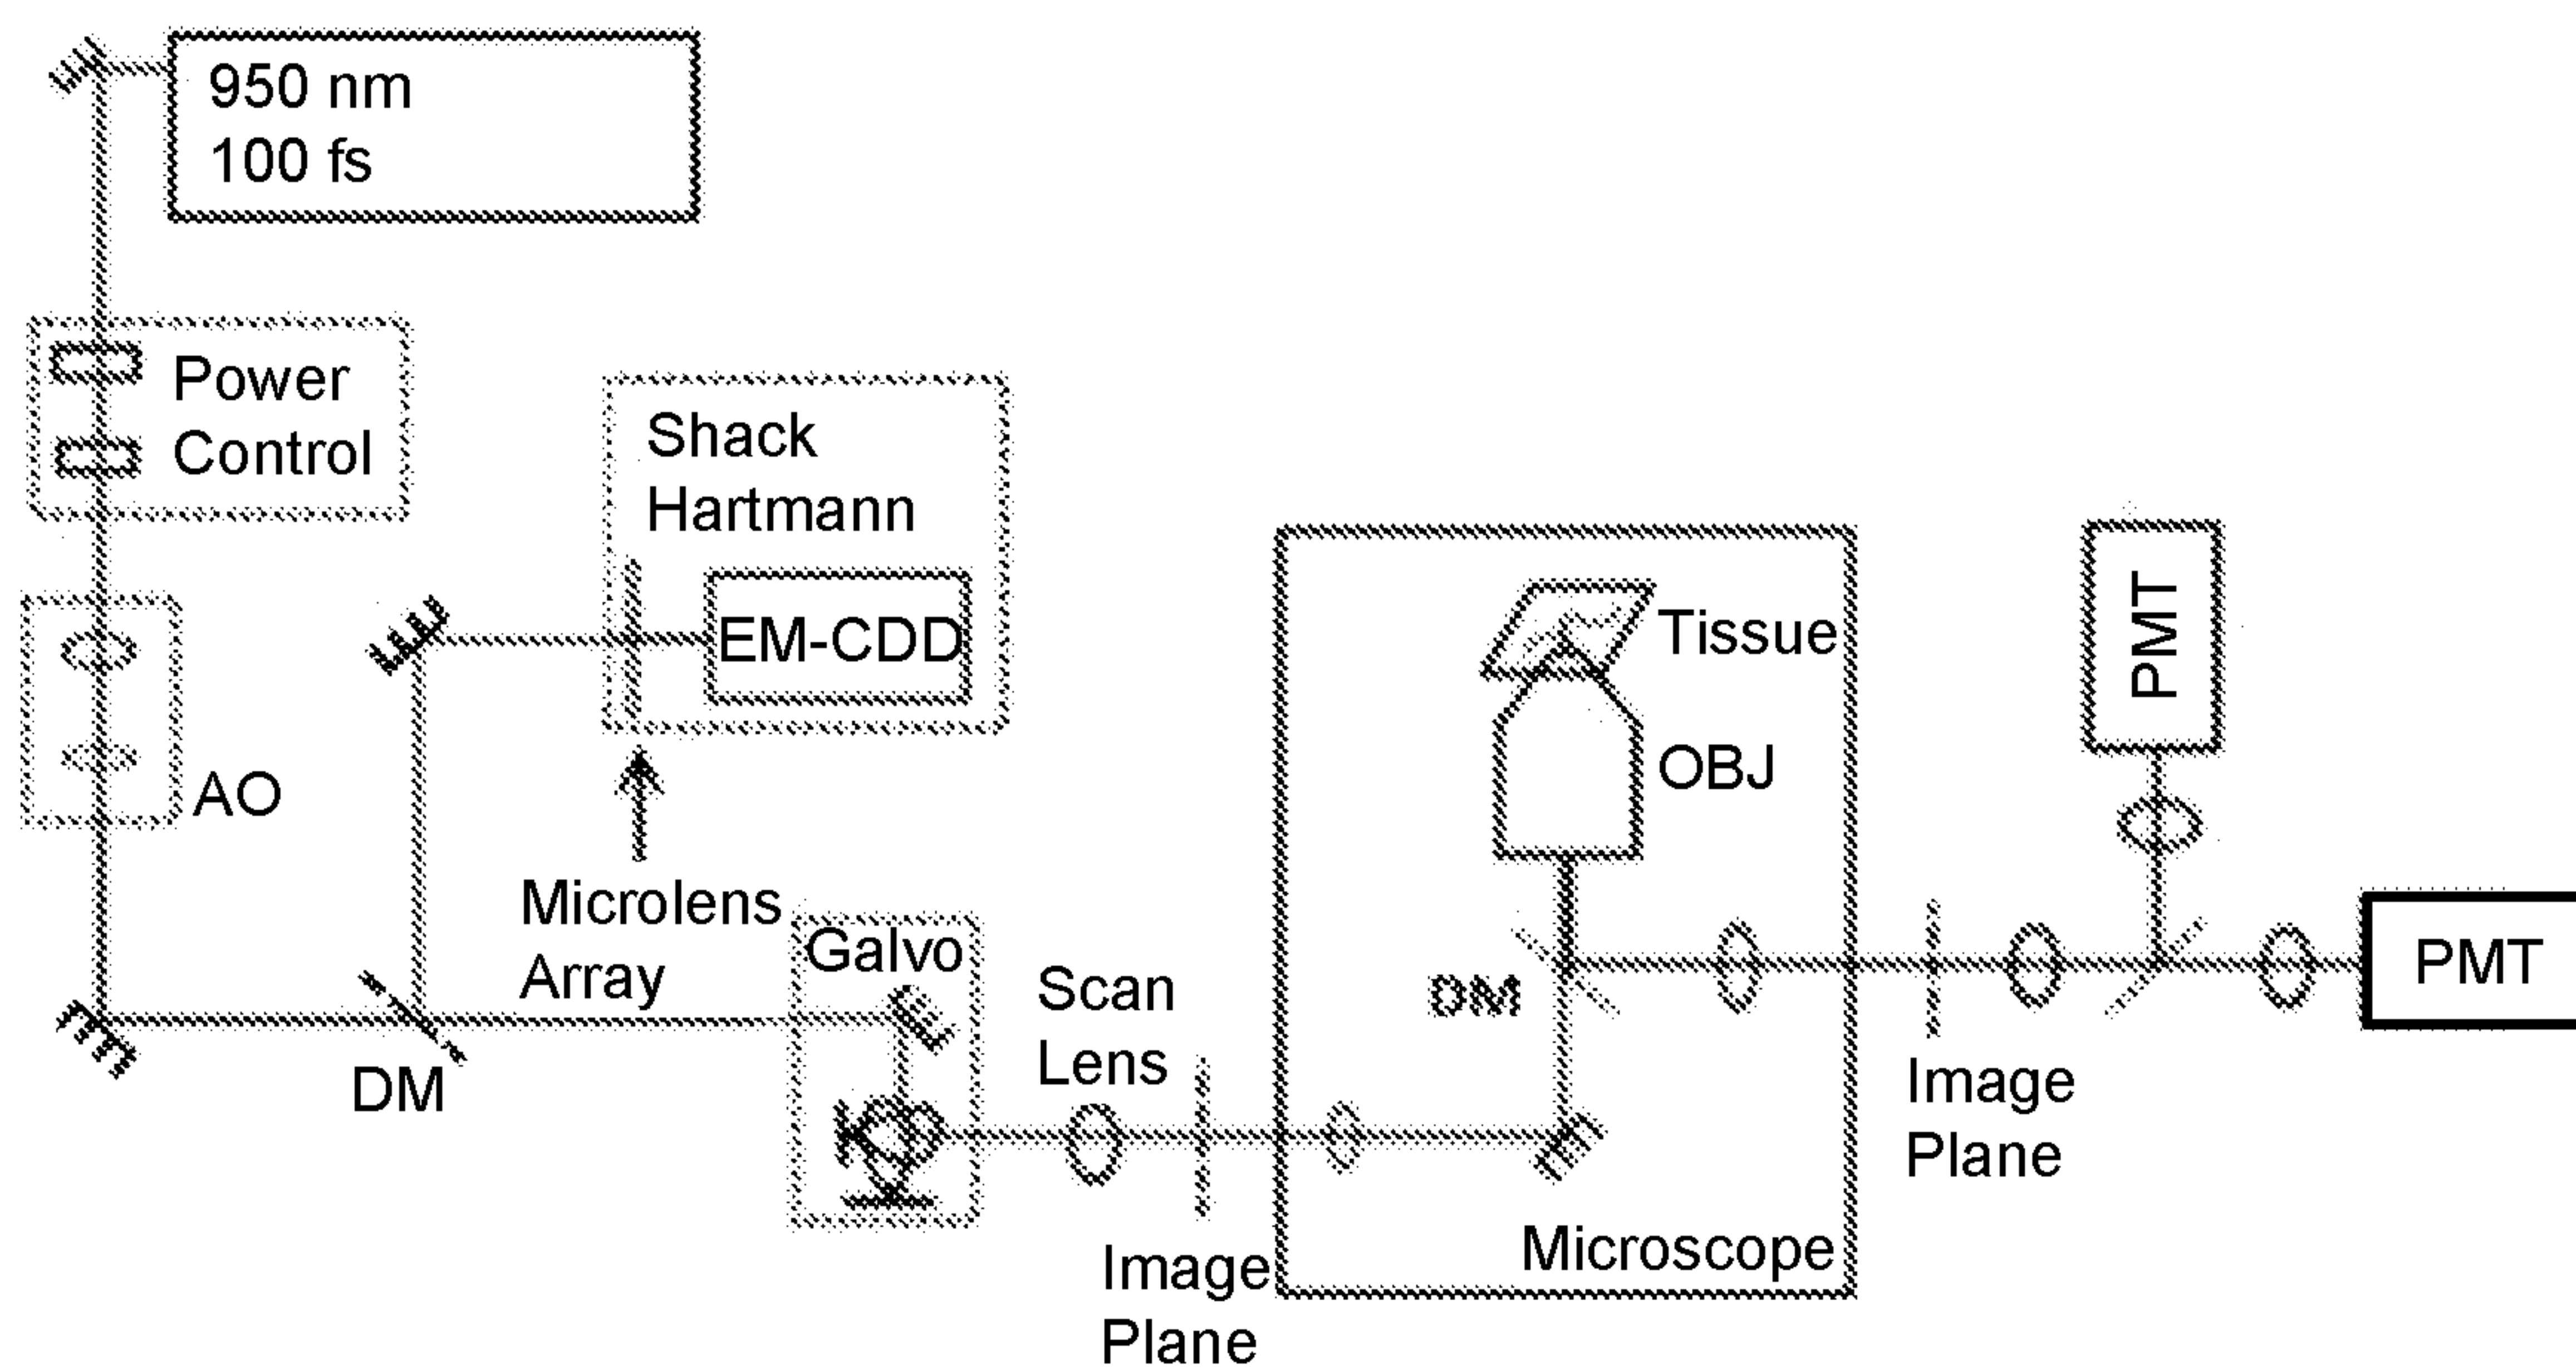 950 nm
100 fs
Power
Control
Shack
Hartmann
EM-CDD
AO
Microlens
Array
DM
Galvo
Scan
Lens
Image
Plane
Tissue
OBJ
DM
Microscope
Image
Plane
PMT
PMT